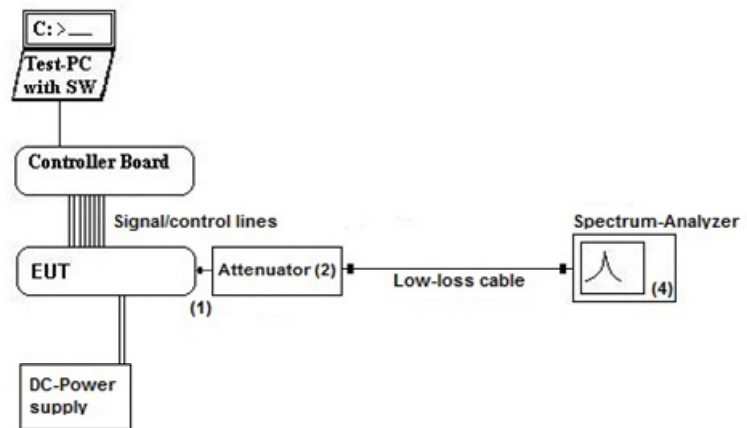 C:>__
Test-PC
with SW
Controller Board
Signal/control lines
Spectrum-Analyzer
EUT
Attenuator (2)
Low-loss cable
(4)
(1)
DC-Power
supply